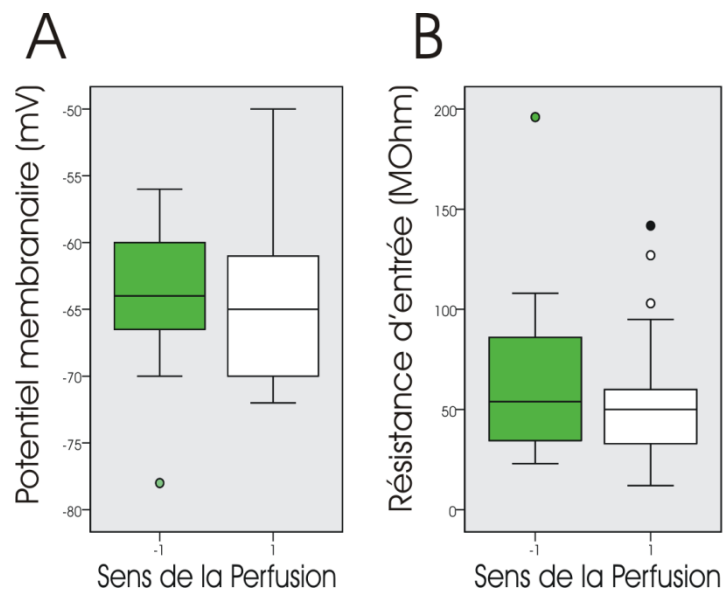 A
Potentiel membranaire (mV)
-50
-55
-60
-65
-70
-75
-80
-1
1
Sens de la Perfusion
B
Résistance d'entrée (MOhm)
200
150
100
50
0
-1
1
Sens de la Perfusion